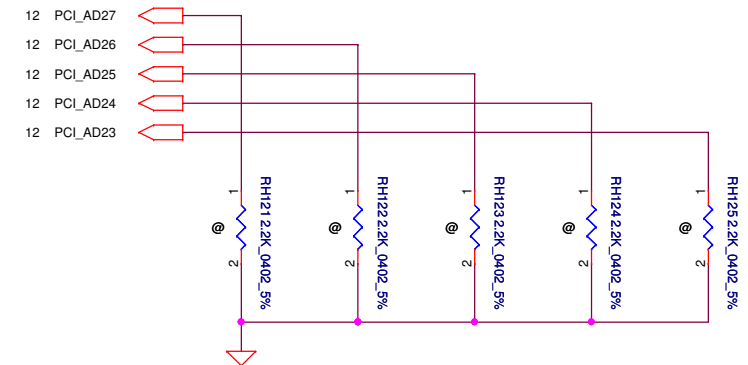 12 PCI_AD27
12 PCI_AD26
12 PCI_AD25
12 PCI_AD24
12 PCI_AD23
1
@
2
RH121 2.2K_0402_5%
1
@
2
RH122 2.2K_0402_5%
1
@
2
RH123 2.2K_0402_5%
1
@
2
RH124 2.2K_0402_5%
1
@
2
RH125 2.2K_0402_5%